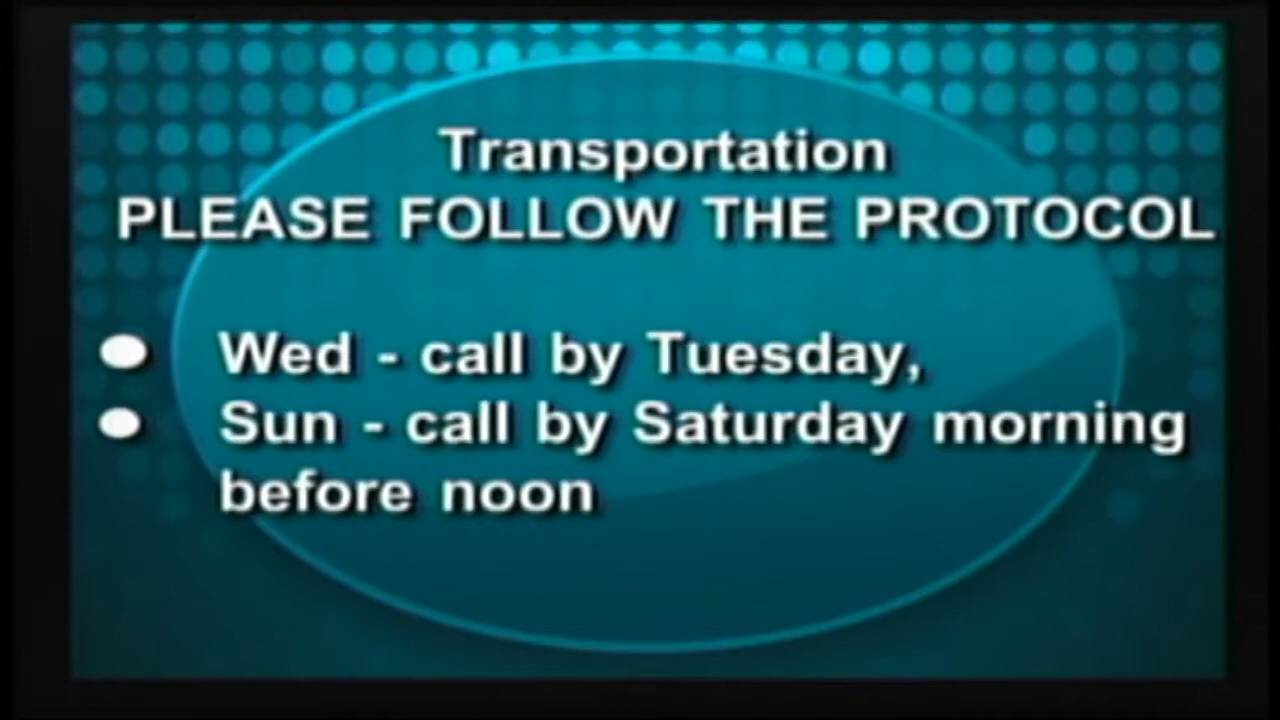 Transportation
PLEASE FOLLOW THE PROTOCOL
Wed - call by Tuesday,
Sun - call by Saturday morning
before noon